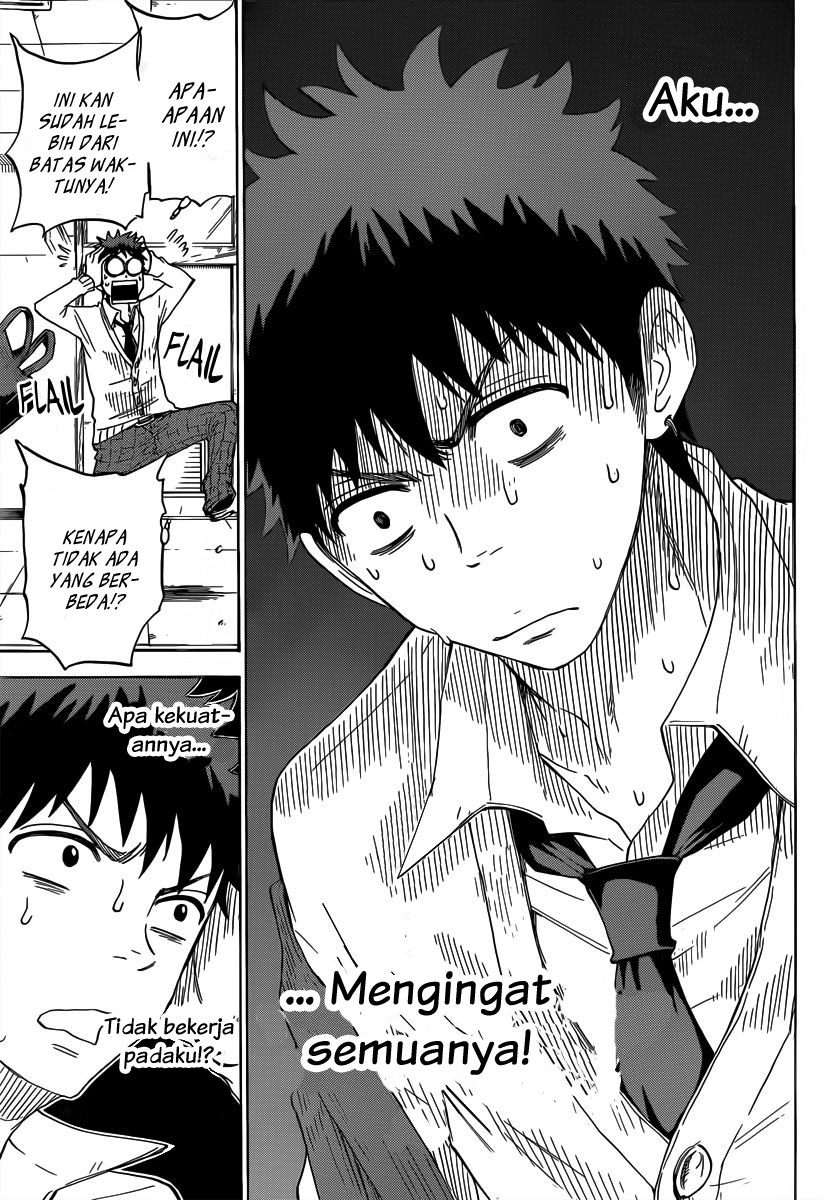 Aku...
... Mengingat
semuanya!
APA-
APAAN
INI!?
INI KAN
SUDAH LE-
BIH DARI
BATAS WAK-
TUNYA!
FLAIL
FLAIL
KENAPA
TIDAK ADA
YANG BER-
BEDA!?
Apa kekuat-
annya...
Tidak bekerja
padaku!?